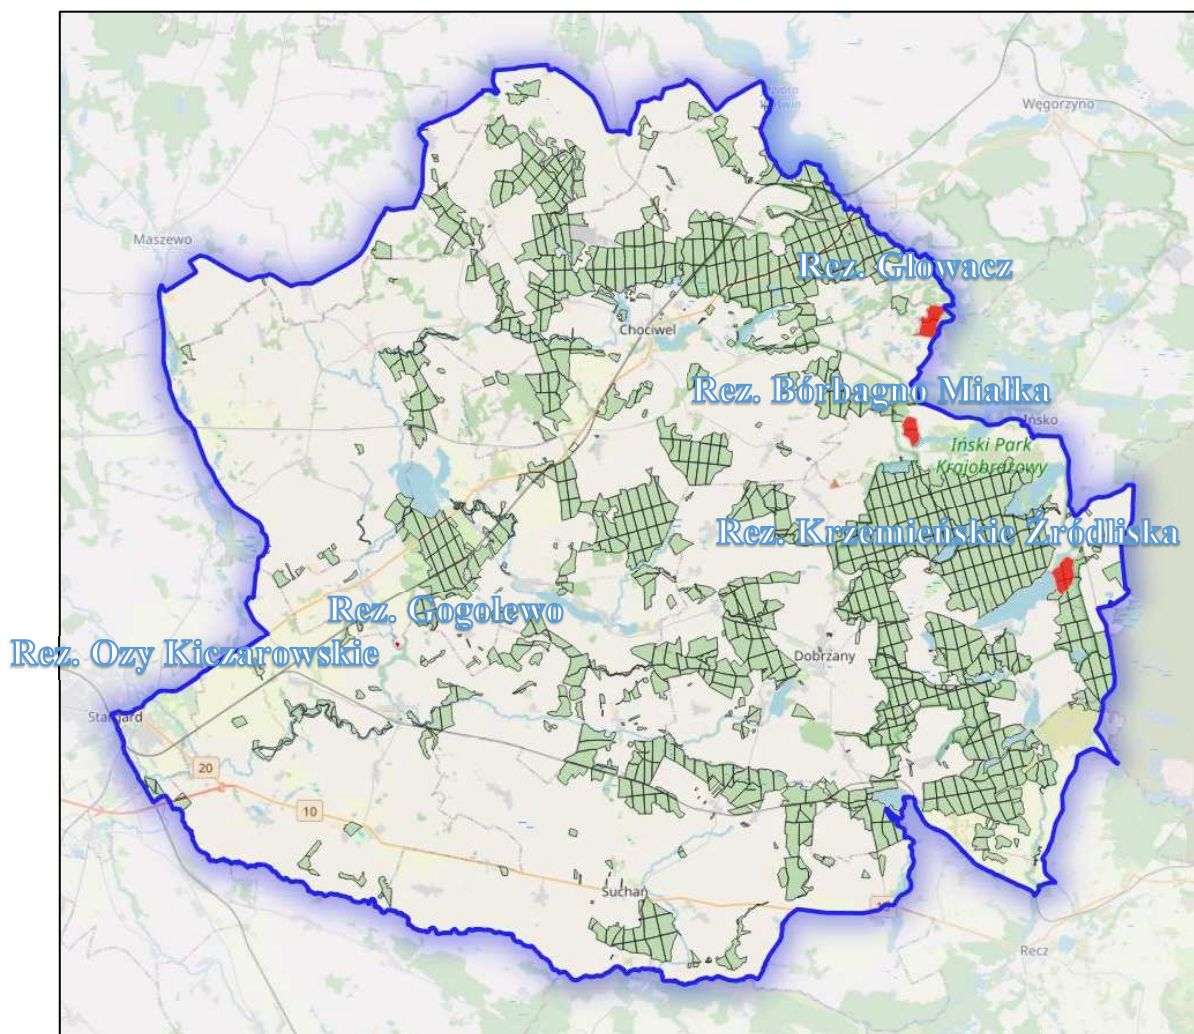 Węgorzyno
Maszewo
Rez. Głowacz
Chociwel
Rez. Bórbagno Miałka
Ińsko
Iński Park
Krajobrazowy
Rez. Krzemieńskie Źródliska
Rez. Gogolewo
Rez. Ozy Kiczarowskie
Dobrzany
Stargard
20
10
Suchań
10
Recz